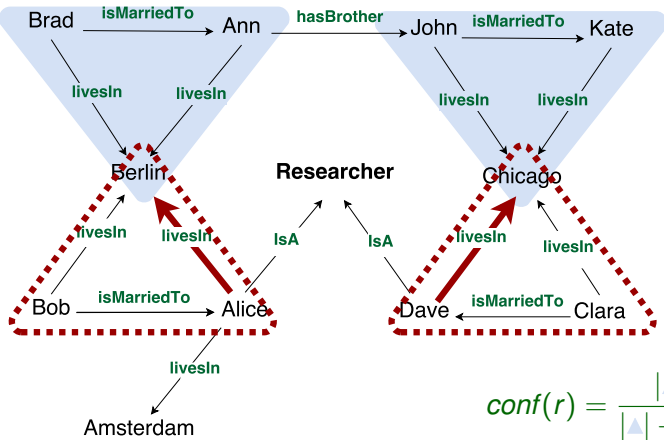 Brad isMarriedTo Ann hasBrother John isMarriedTo Kate
livesIn livesIn livesIn livesIn
Berlin Researcher Chicago
livesIn livesIn IsA IsA livesIn livesIn
Bob isMarriedTo Alice Dave isMarriedTo Clara
livesIn
Amsterdam
conf(r) =